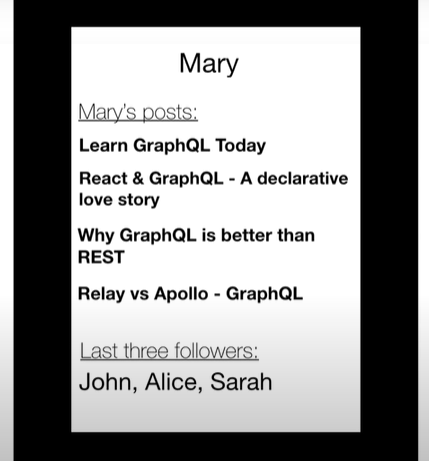 Mary
Mary's posts:
Learn GraphQL Today
React & GraphQL - A declarative
love story
Why GraphQL is better than
REST
Relay vs Apollo - GraphQL
Last three followers:
John, Alice, Sarah